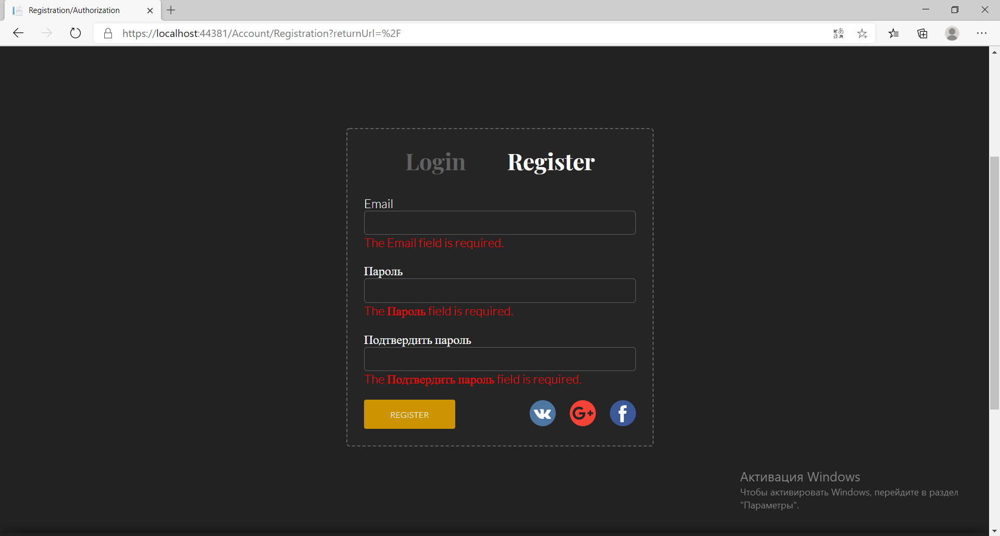 Registration/Authorization
https://localhost:44381/Account/Registration?returnUrl=%2F
Login Register
Email
The Email field is required.
Пароль
The Пароль field is required.
Подтвердить пароль
The Подтвердить пароль field is required.
REGISTER
Активация Windows
Чтобы активировать Windows, перейдите в раздел
"Параметры".